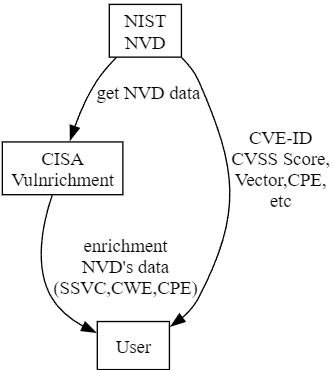 NIST
NVD
get NVD data
CVE-ID
CVSS Score,
Vector,CPE,
etc
CISA
Vulnrichment
enrichment
NVD's data
(SSVC,CWE,CPE)
User